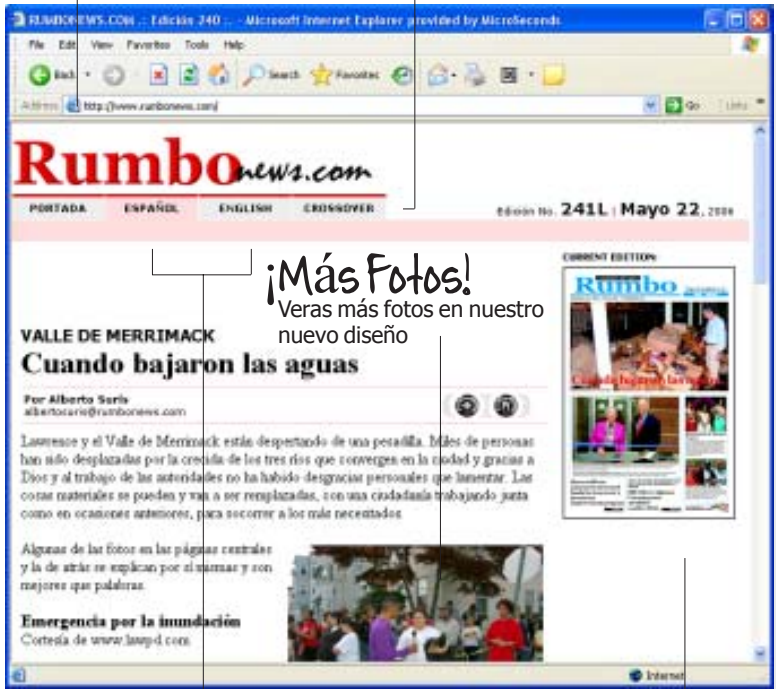 RUMBONEWS.COM .: Edición 240 :. - Microsoft Internet Explorer provided by MicroSeconds
File Edit View Favorites Tools Help
Back Search Favorites
Address http://www.rumbonews.com/ Go Links
Rumbonews.com
PORTADA ESPAÑOL ENGLISH CROSSOVER
Edición No. 241L | Mayo 22, 2006
CURRENT EDITION:
Rumbo
Cuando bajaron las aguas
¡Más Fotos!
Veras más fotos en nuestro
nuevo diseño
VALLE DE MERRIMACK
Cuando bajaron las aguas
Por Alberto Surís
albertosuris@rumbonews.com
Lawrence y el Valle de Merrimack están despertando de una pesadilla. Miles de personas
han sido desplazadas por la crecida de los tres ríos que convergen en la ciudad y gracias a
Dios y al trabajo de las autoridades no ha habido desgracias personales que lamentar. Las
cosas materiales se pueden y van a ser remplazadas, con una ciudadanía trabajando junta
como en ocasiones anteriores, para socorrer a los más necesitados.
Algunas de las fotos en las páginas centrales
y la de atrás se explican por sí mismas y son
mejores que palabras.
Emergencia por la inundación
Cortesía de www.lawpd.com
Internet